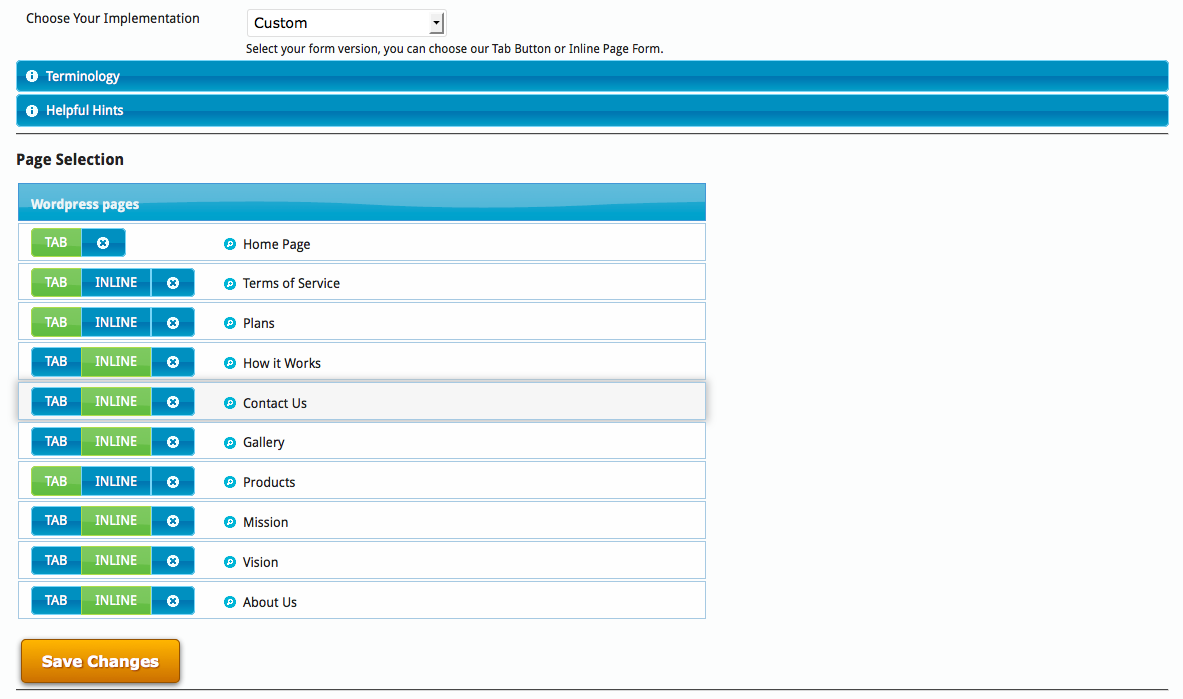 Choose Your Implementation Custom
Select your form version, you can choose our Tab Button or Inline Page Form.
Terminology
Helpful Hints
Page Selection
Wordpress pages
TAB Home Page
TAB INLINE Terms of Service
TAB INLINE Plans
TAB INLINE How it Works
TAB INLINE Contact Us
TAB INLINE Gallery
TAB INLINE Products
TAB INLINE Mission
TAB INLINE Vision
TAB INLINE About Us
Save Changes